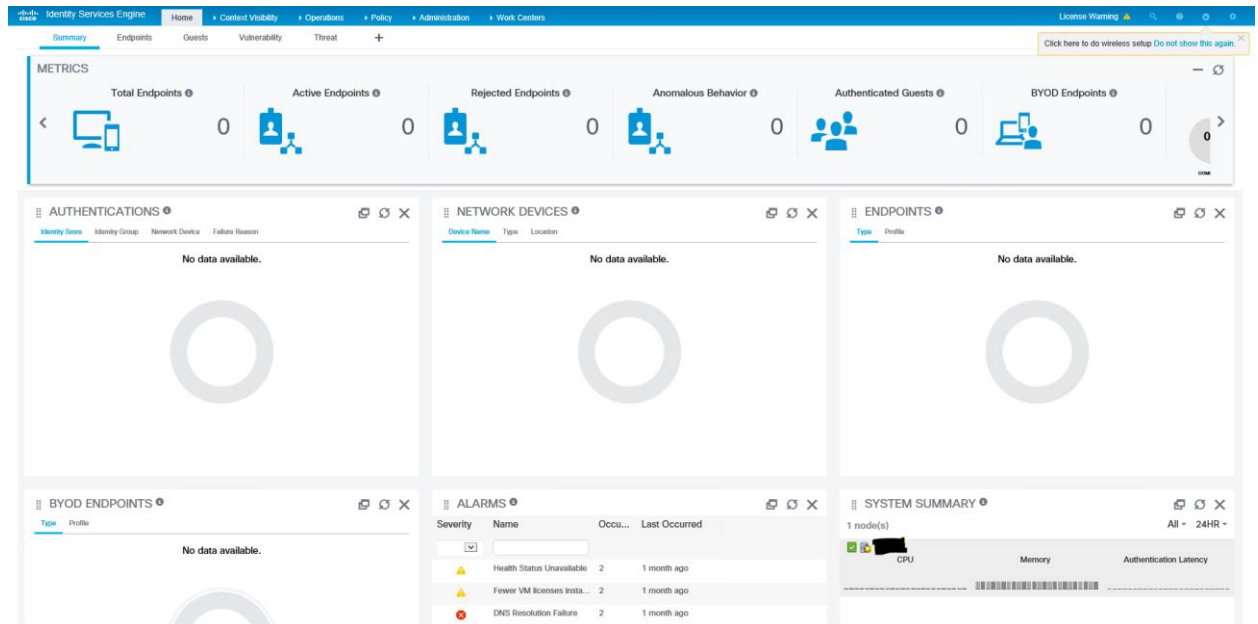 CISCO Identity Services Engine Home Context Visibility Operations Policy Administration Work Centers License Warning
Summary Endpoints Guests Vulnerability Threat +
Click here to do wireless setup Do not show this again.
METRICS
Total Endpoints Active Endpoints Rejected Endpoints Anomalous Behavior Authenticated Guests BYOD Endpoints
0 0 0 0 0 0 0
AUTHENTICATIONS NETWORK DEVICES ENDPOINTS
Identity Store Identity Group Network Device Failure Reason Device Name Type Location Type Profile
No data available. No data available. No data available.
BYOD ENDPOINTS ALARMS SYSTEM SUMMARY
Type Profile Severity Name Occu... Last Occurred 1 node(s) All 24HR
No data available.
CPU Memory Authentication Latency
Health Status Unavailable 2 1 month ago
Fewer VM licenses insta... 2 1 month ago
DNS Resolution Failure 2 1 month ago